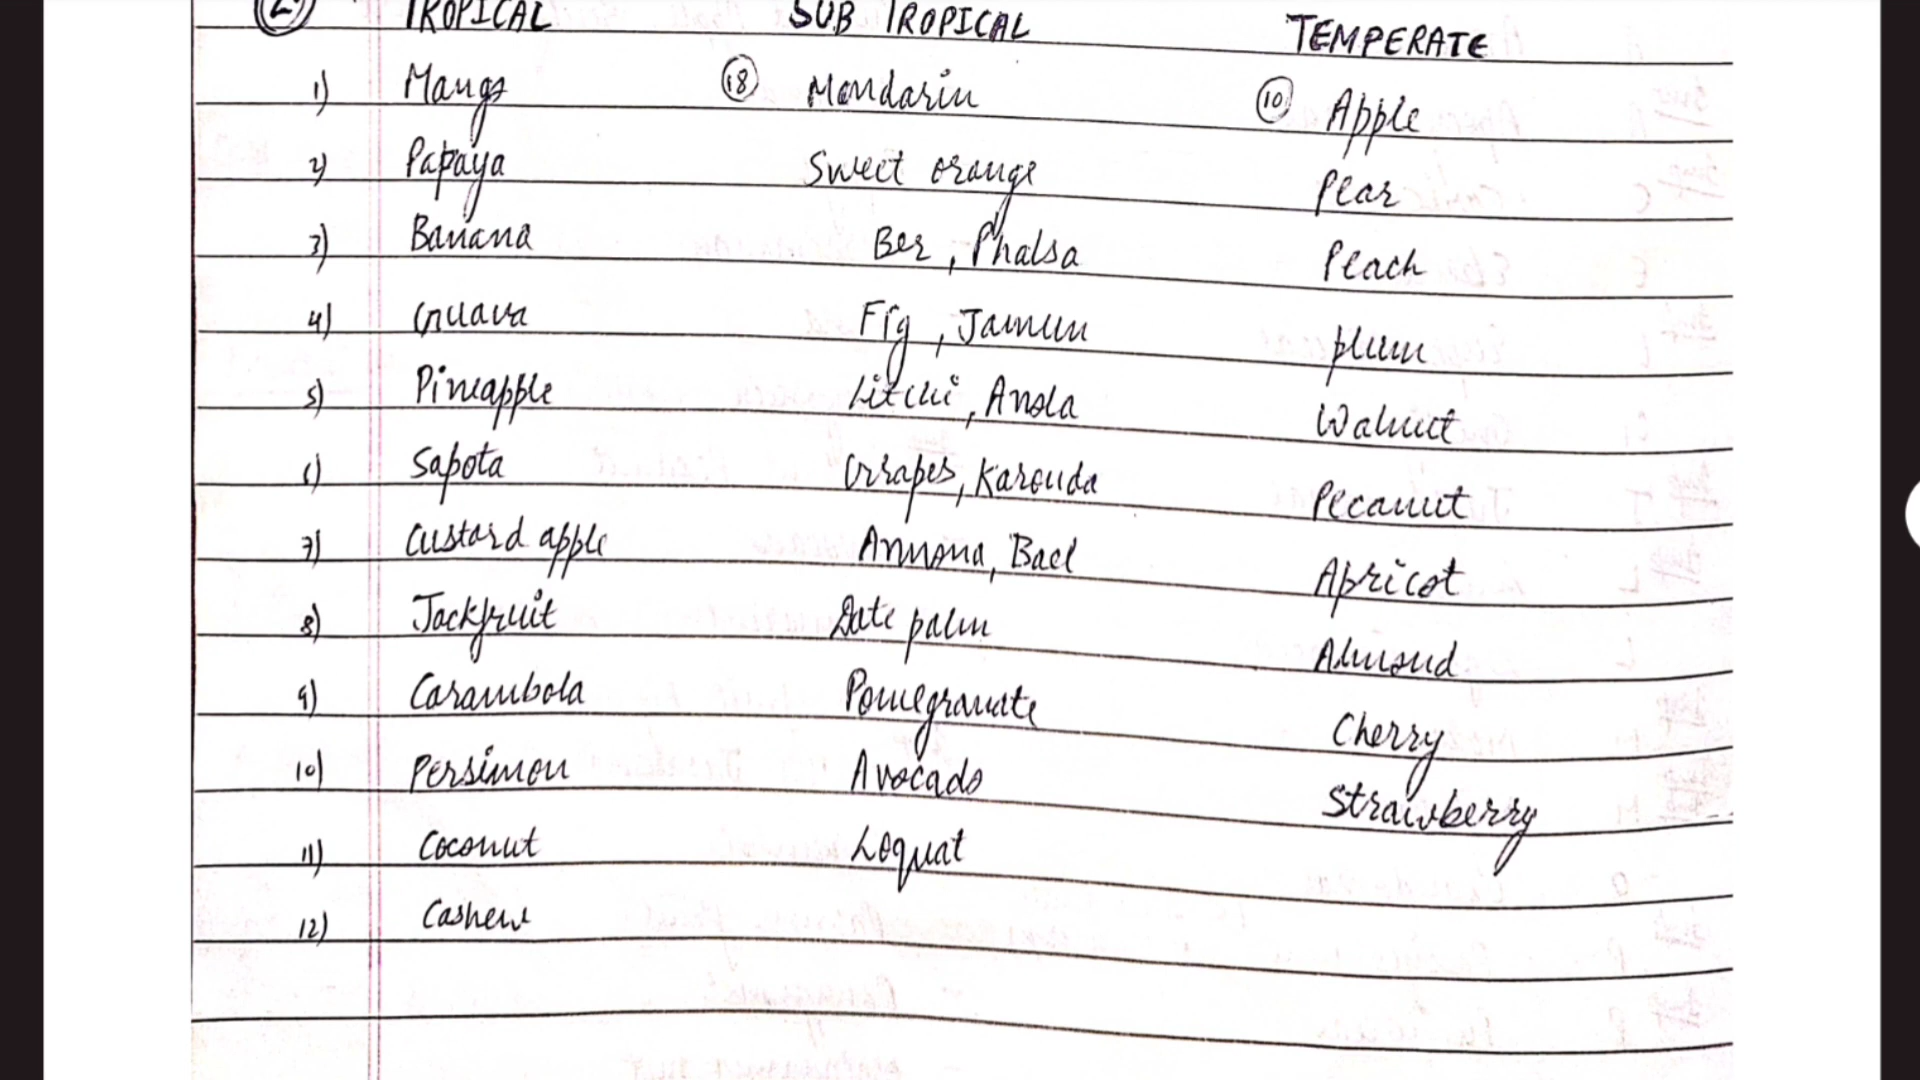 2. TROPICAL SUB TROPICAL TEMPERATE
1) Mango 18 Mandarin 10 Apple
2) Papaya Sweet orange Pear
3) Banana Ber, Phalsa Peach
4) Guava Fig, Jamun plum
5) Pineapple Litchi, Anola Walnut
6) Sapota Grapes, Karonda Pecanut
7) Custard apple Annona, Bael Apricot
8) Jackfruit Date palm Almond
9) Carambola Pomegranate Cherry
10) Persimon Avocado Strawberry
11) Coconut Loquat
12) Cashew